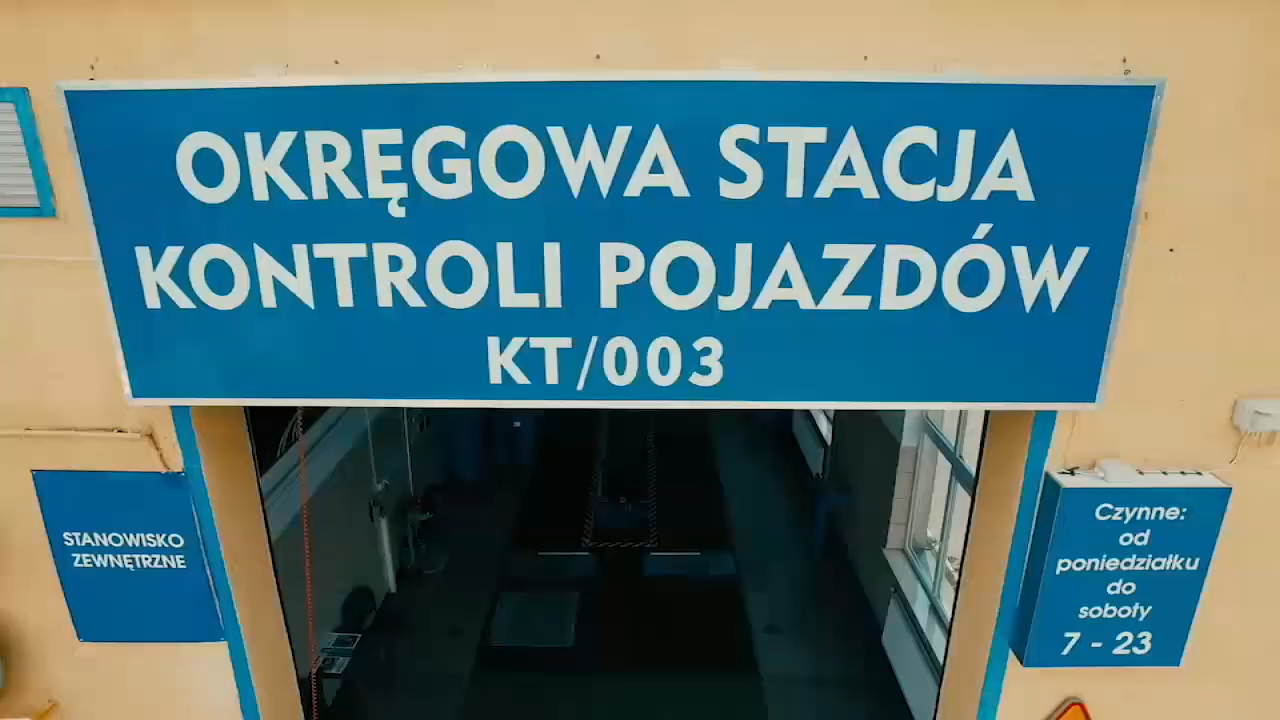 OKRĘGOWA STACJA
KONTROLI POJAZDÓW
KT/003
STANOWISKO
ZEWNĘTRZNE
Czynne:
od
poniedziałku
do
soboty
7 - 23